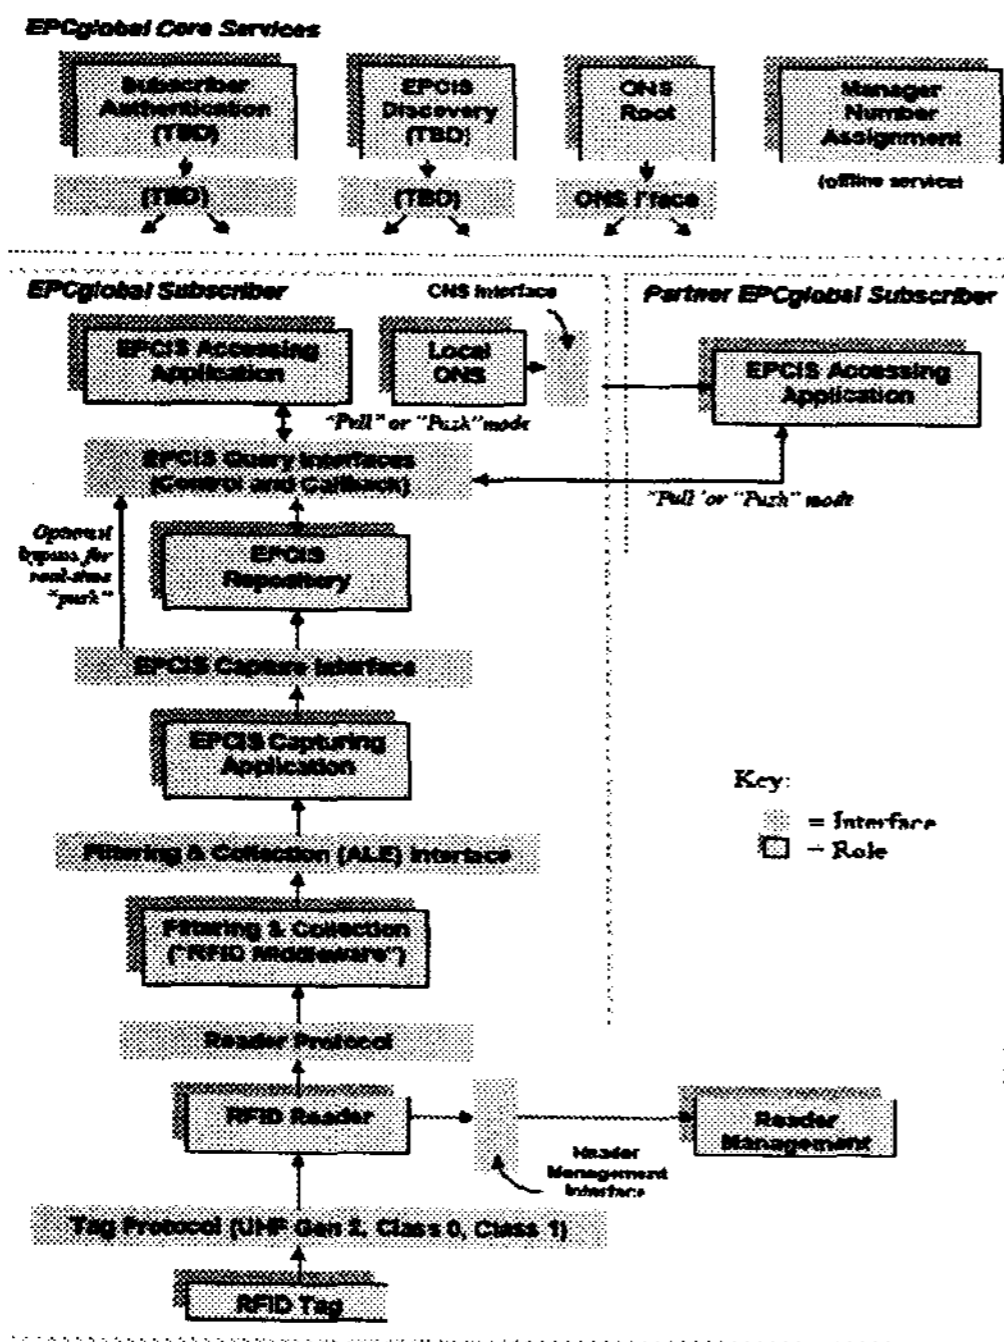 EPCglobal Core Services
Subscriber
Authentication
(TBD)
EPCIS
Discovery
(TBD)
ONS
Root
Manager
Number
Assignment
(offline service)
(TBD)
(TBD)
ONS I'face
EPCglobal Subscriber
ONS Interface
Partner EPCglobal Subscriber
EPCIS Accessing
Application
Local
ONS
EPCIS Accessing
Application
"Pull" or "Push" mode
EPCIS Query Interfaces
(Control and Callback)
"Pull" or "Push" mode
Optional
bypass for
real-time
"push"
EPCIS
Repository
EPCIS Capture Interface
EPCIS Capturing
Application
Key:
= Interface
= Role
Filtering & Collection (ALE) Interface
Filtering & Collection
("RFID Middleware")
Reader Protocol
RFID Reader
Reader
Management
Reader
Management
Interface
Tag Protocol (UHF Gen 2, Class 0, Class 1)
RFID Tag